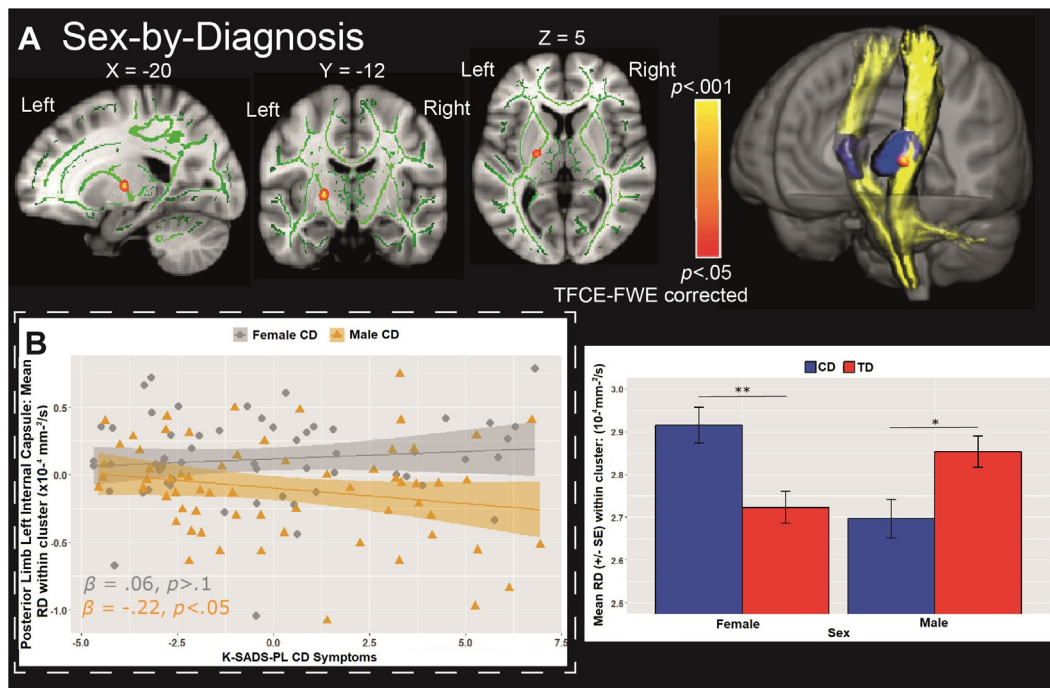 A Sex-by-Diagnosis
X = -20
Y = -12
Z = 5
Left
Left
Right
Left
Right
p<.001
p<.05
TFCE-FWE corrected
B
Female CD
Male CD
Posterior Limb Left Internal Capsule: Mean
RD within cluster (x10⁻⁴ mm⁻²/s)
0.5
0.0
-0.5
-1.0
β = .06, p>.1
β = -.22, p<.05
-5.0
-2.5
0.0
2.5
5.0
7.5
K-SADS-PL CD Symptoms
CD
TD
Mean RD (+/- SE) within cluster: (10⁻⁴mm⁻²/s)
3.0
2.9
2.8
2.7
2.6
2.5
**
*
Female
Male
Sex